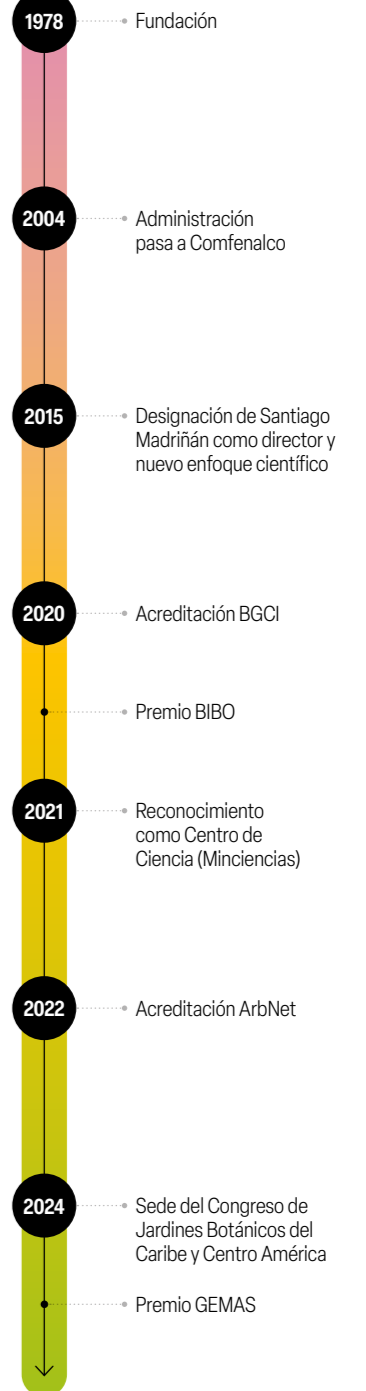 1978
Fundación
2004
Administración
pasa a Comfenalco
2015
Designación de Santiago
Madriñán como director y
nuevo enfoque científico
2020
Acreditación BGCI
Premio BIBO
2021
Reconocimiento
como Centro de
Ciencia (Minciencias)
2022
Acreditación ArbNet
2024
Sede del Congreso de
Jardines Botánicos del
Caribe y Centro América
Premio GEMAS